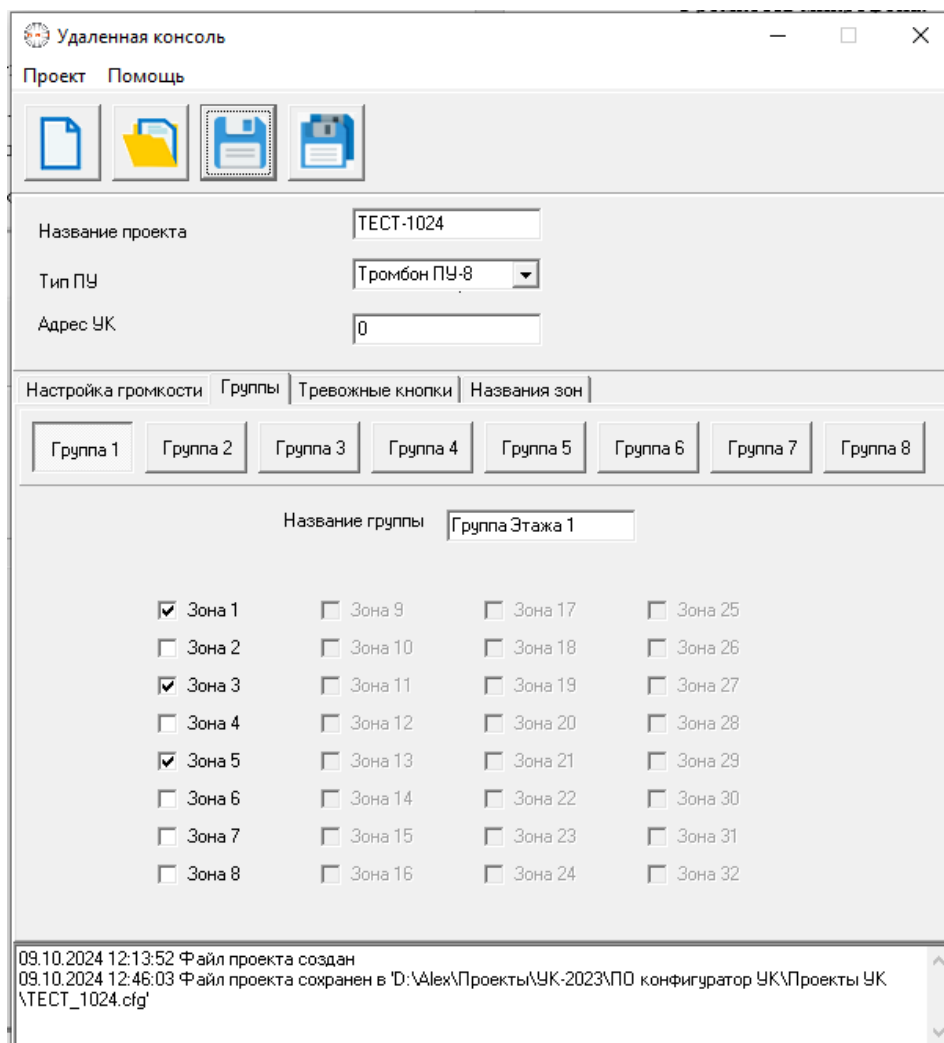 Удаленная консоль
Проект Помощь
Название проекта ТЕСТ-1024
Тип ПУ Тромбон ПУ-8
Адрес УК 0
Настройка громкости Группы Тревожные кнопки Названия зон
Группа 1 Группа 2 Группа 3 Группа 4 Группа 5 Группа 6 Группа 7 Группа 8
Название группы Группа Этажа 1
Зона 1 Зона 9 Зона 17 Зона 25
Зона 2 Зона 10 Зона 18 Зона 26
Зона 3 Зона 11 Зона 19 Зона 27
Зона 4 Зона 12 Зона 20 Зона 28
Зона 5 Зона 13 Зона 21 Зона 29
Зона 6 Зона 14 Зона 22 Зона 30
Зона 7 Зона 15 Зона 23 Зона 31
Зона 8 Зона 16 Зона 24 Зона 32
09.10.2024 12:13:52 Файл проекта создан
09.10.2024 12:46:03 Файл проекта сохранен в 'D:\Alex\Проекты\УК-2023\ПО конфигуратор УК\Проекты УК
\ТЕСТ_1024.cfg'